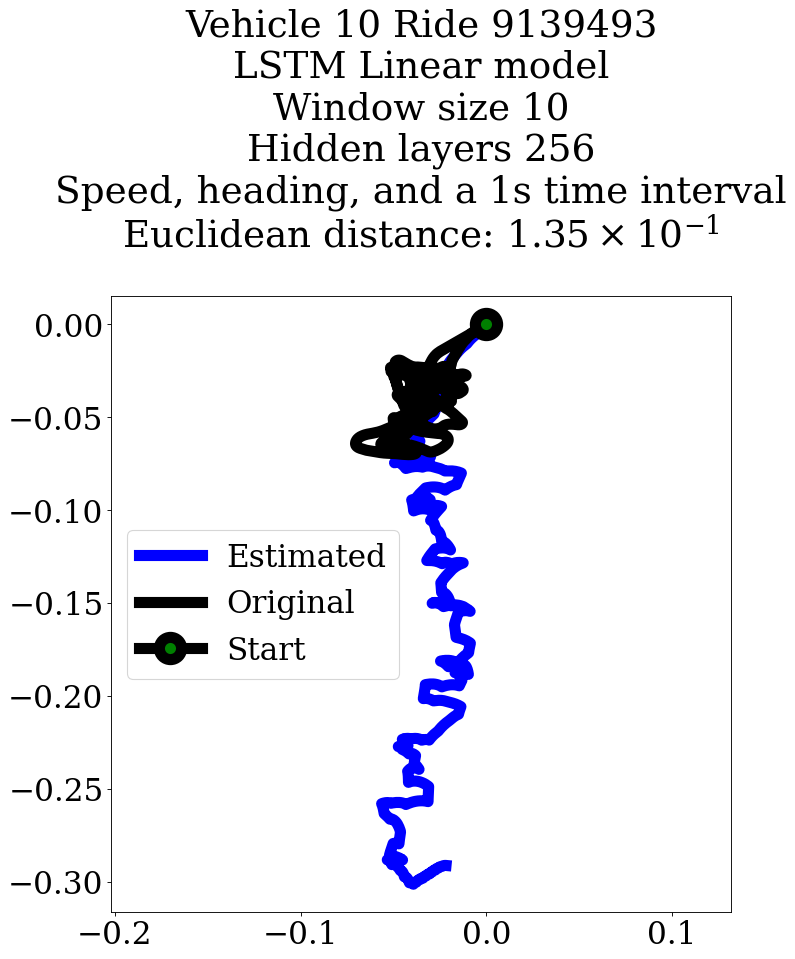 Vehicle 10 Ride 9139493
LSTM Linear model
Window size 10
Hidden layers 256
Speed, heading, and a 1s time interval
Euclidean distance: 1.35 × 10⁻¹
0.00
−0.05
−0.10
−0.15
−0.20
−0.25
−0.30
Estimated
Original
Start
−0.2 −0.1 0.0 0.1